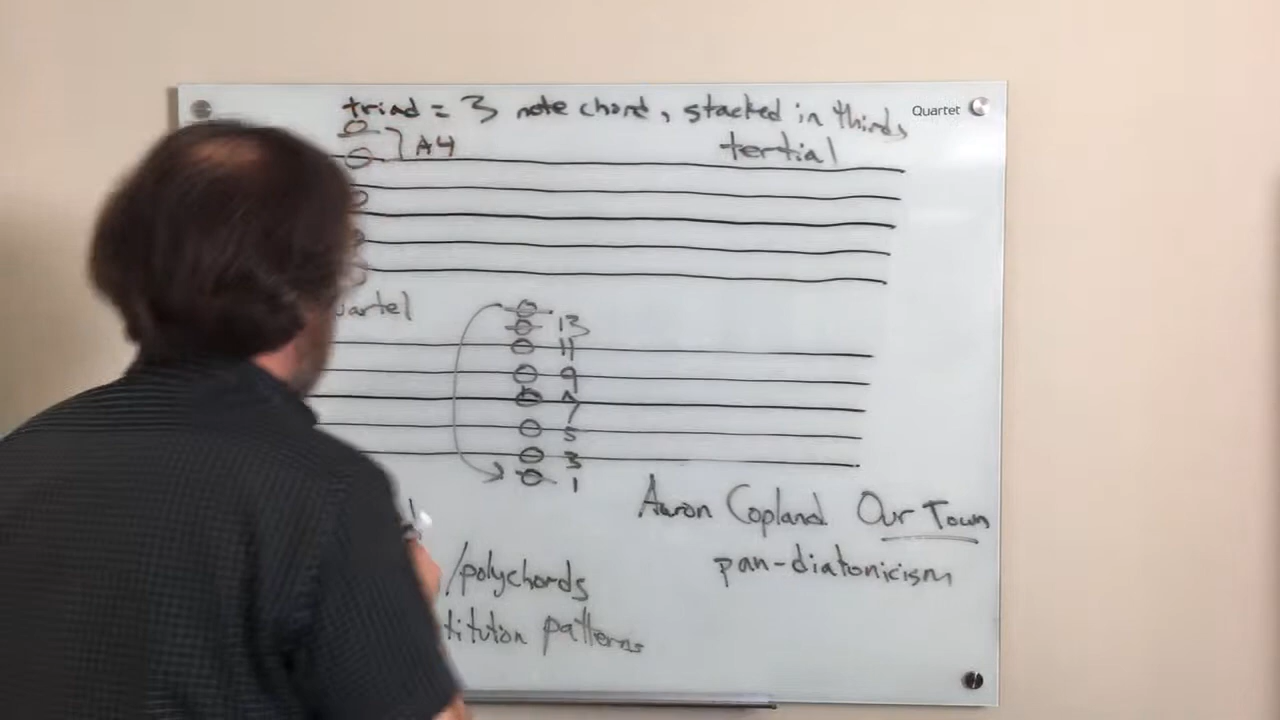 triad = 3 note chord, stacked in thirds
Quartet
A4
tertial
13
11
9
7
5
3
1
Aaron Copland Our Town
/polychords
pan-diatonicism
patterns